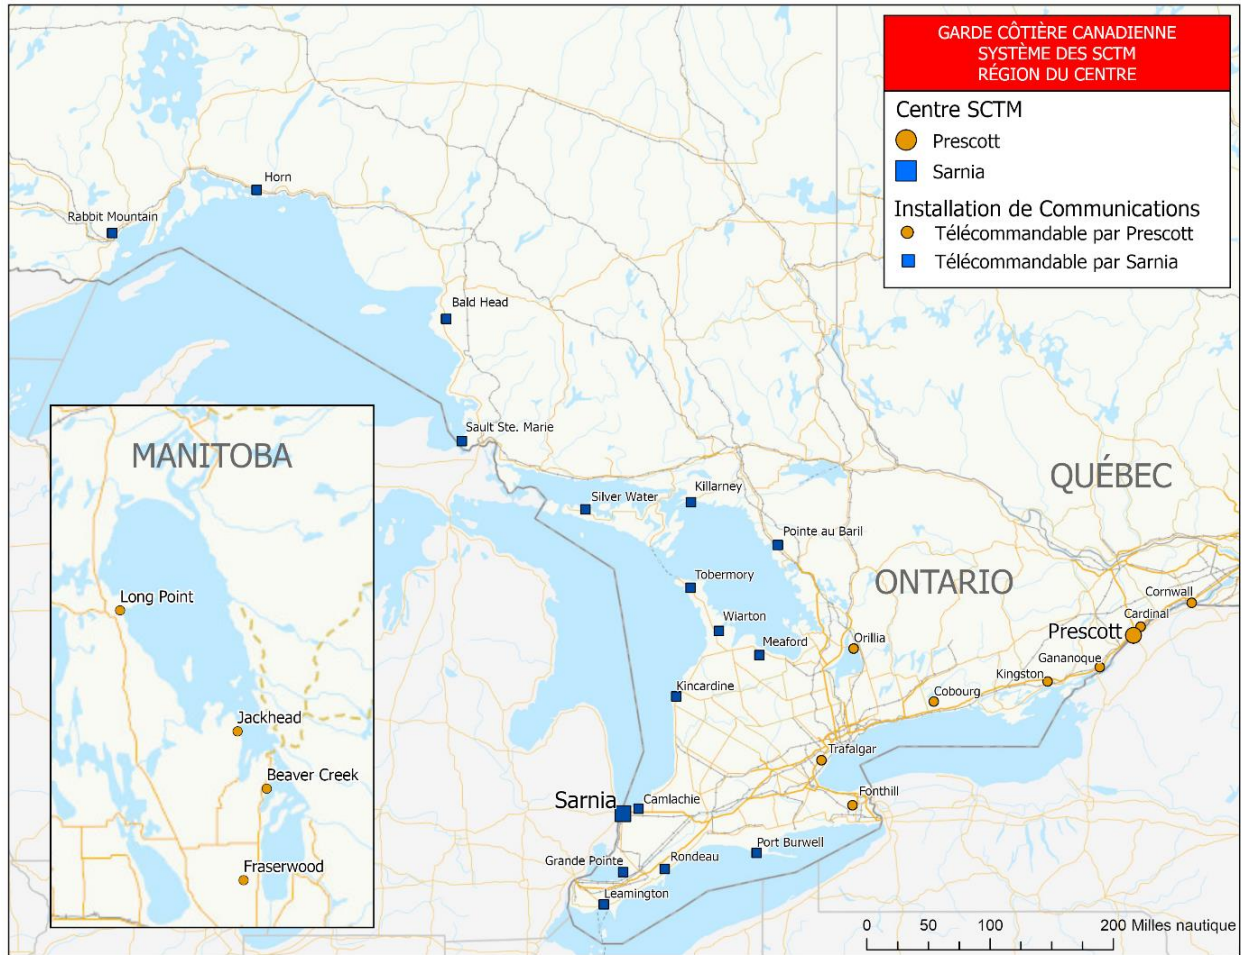 GARDE CÔTIÈRE CANADIENNE
SYSTÈME DES SCTM
RÉGION DU CENTRE
Centre SCTM
Prescott
Sarnia
Installation de Communications
Télécommandable par Prescott
Télécommandable par Sarnia
Horn
Rabbit Mountain
Bald Head
Sault Ste. Marie
MANITOBA
QUÉBEC
Silver Water
Killarney
Pointe au Baril
ONTARIO
Tobermory
Long Point
Cornwall
Cardinal
Prescott
Wiarton
Meaford
Orillia
Gananoque
Kingston
Kincardine
Cobourg
Jackhead
Trafalgar
Beaver Creek
Sarnia
Camlachie
Fonthill
Port Burwell
Grande Pointe
Rondeau
Fraserwood
Leamington
0 50 100 200 Milles nautique